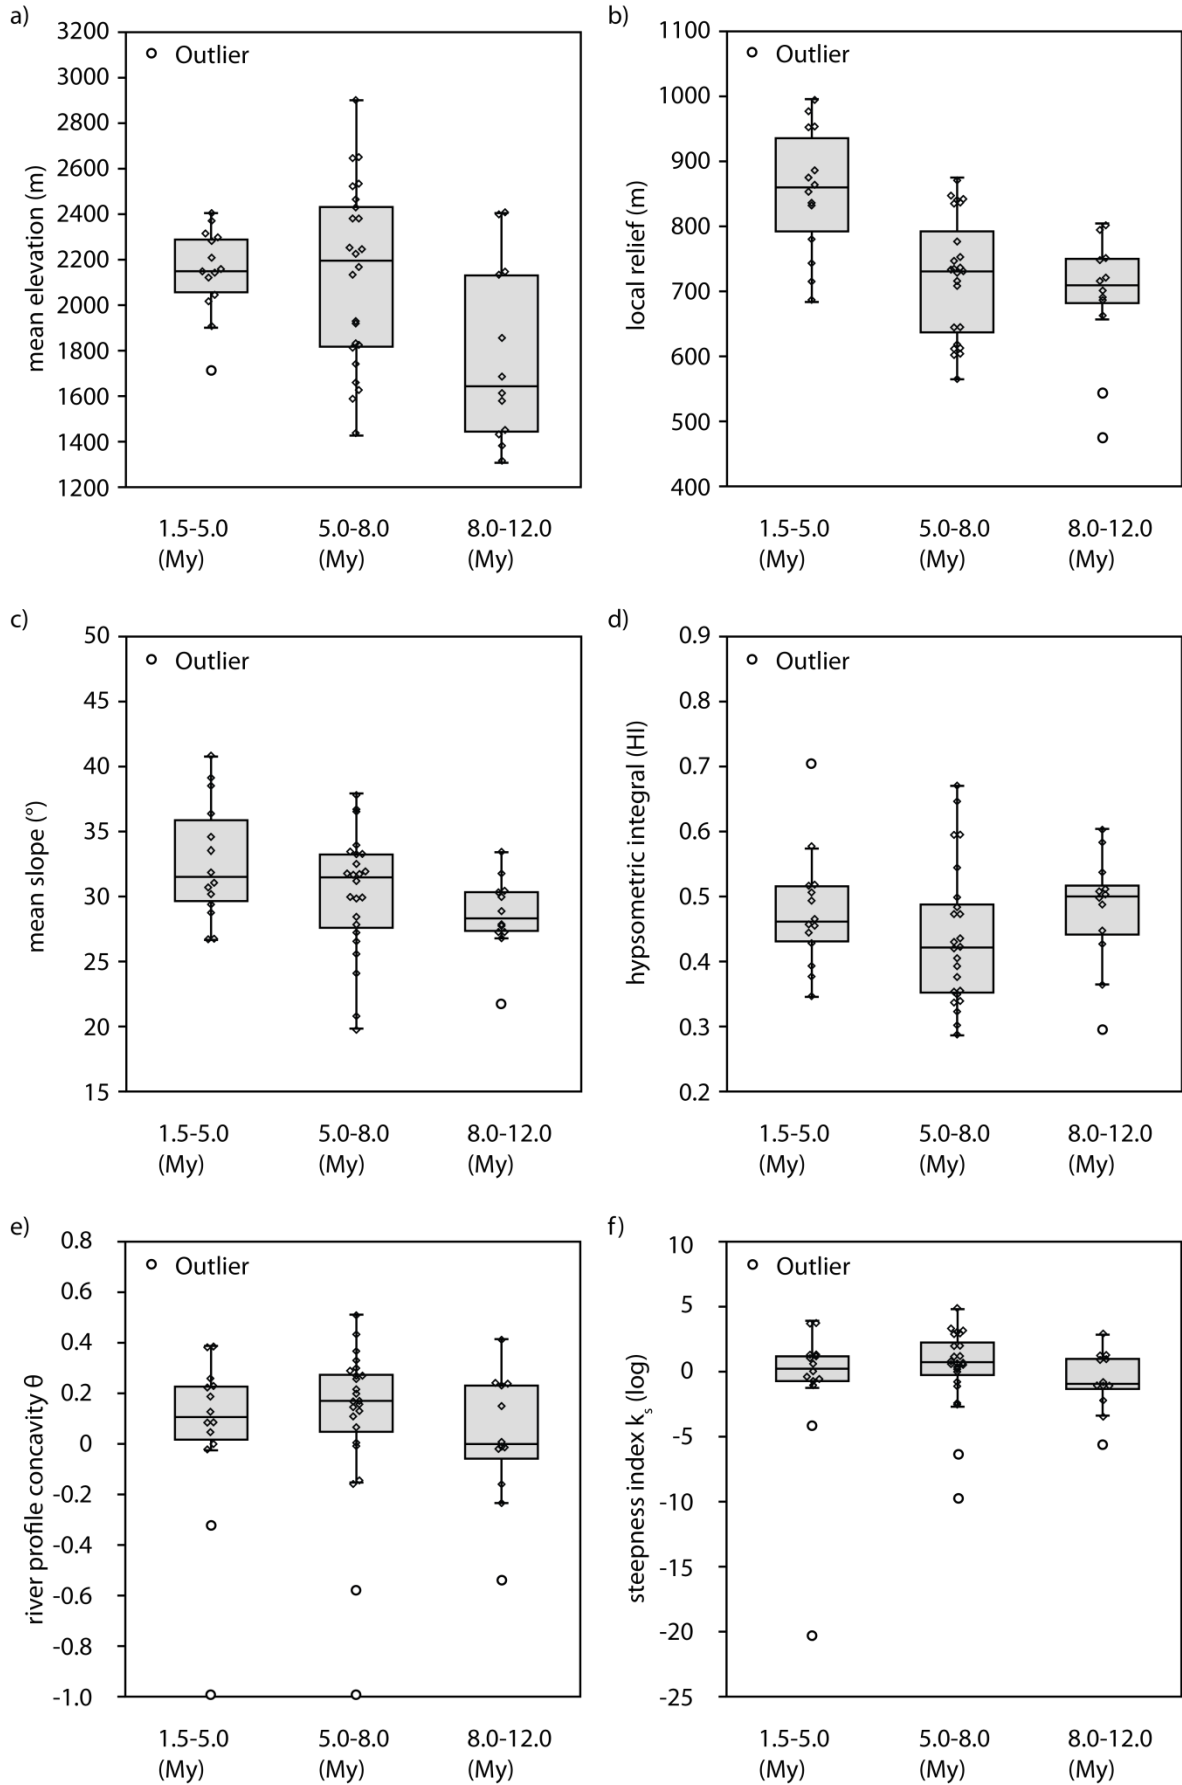 a)
3200
3000
2800
2600
2400
2200
2000
1800
1600
1400
1200
mean elevation (m)
Outlier
1.5-5.0 (My)
5.0-8.0 (My)
8.0-12.0 (My)
b)
1100
1000
900
800
700
600
500
400
local relief (m)
Outlier
1.5-5.0 (My)
5.0-8.0 (My)
8.0-12.0 (My)
c)
50
45
40
35
30
25
20
15
mean slope (°)
Outlier
1.5-5.0 (My)
5.0-8.0 (My)
8.0-12.0 (My)
d)
0.9
0.8
0.7
0.6
0.5
0.4
0.3
0.2
hypsometric integral (HI)
Outlier
1.5-5.0 (My)
5.0-8.0 (My)
8.0-12.0 (My)
e)
0.8
0.6
0.4
0.2
0
-0.2
-0.4
-0.6
-0.8
-1.0
river profile concavity θ
Outlier
1.5-5.0 (My)
5.0-8.0 (My)
8.0-12.0 (My)
f)
10
5
0
-5
-10
-15
-20
-25
steepness index ks (log)
Outlier
1.5-5.0 (My)
5.0-8.0 (My)
8.0-12.0 (My)